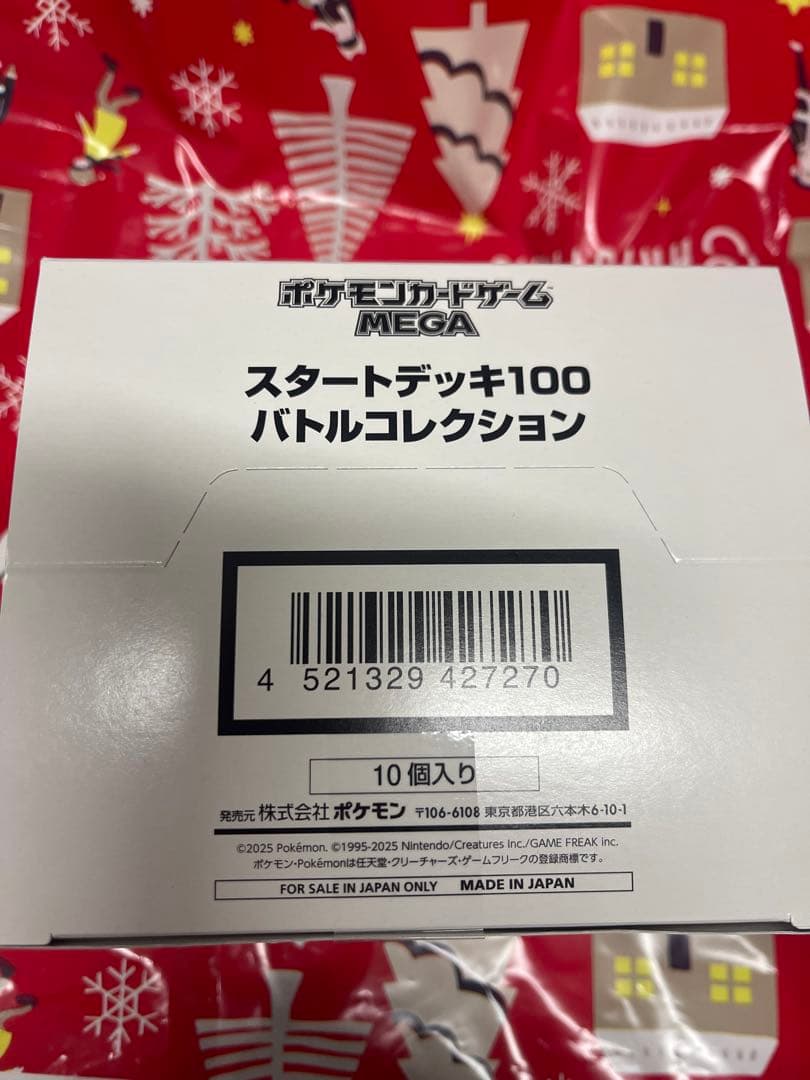 ポケモンカードゲーム
MEGA
スタートデッキ100
バトルコレクション
4 521329 427270
10個入り
発売元 株式会社 ポケモン 〒106-6108 東京都港区六本木6-10-1
©2025 Pokémon. ©1995-2025 Nintendo/Creatures Inc./GAME FREAK inc.
ポケモン・Pokémonは任天堂・クリーチャーズ・ゲームフリークの登録商標です。
FOR SALE IN JAPAN ONLY MADE IN JAPAN